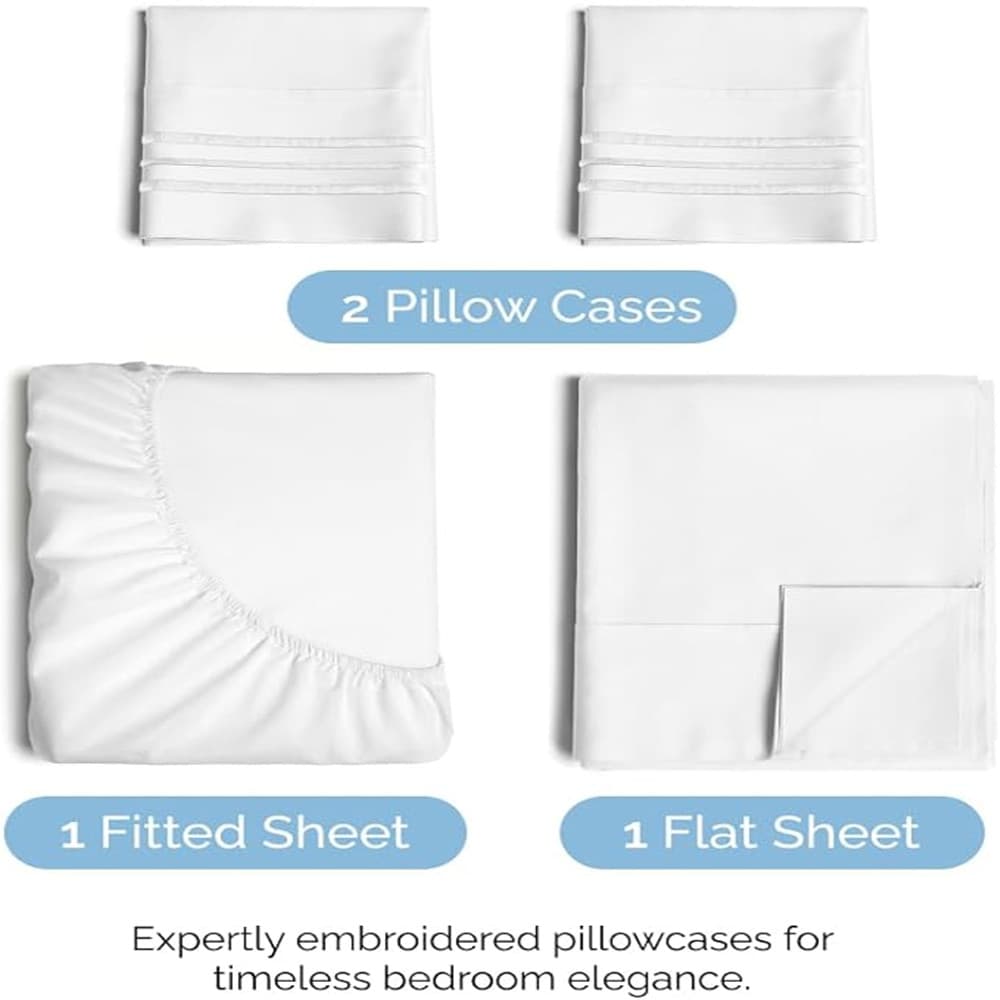 2 Pillow Cases
1 Fitted Sheet
1 Flat Sheet
Expertly embroidered pillowcases for
timeless bedroom elegance.